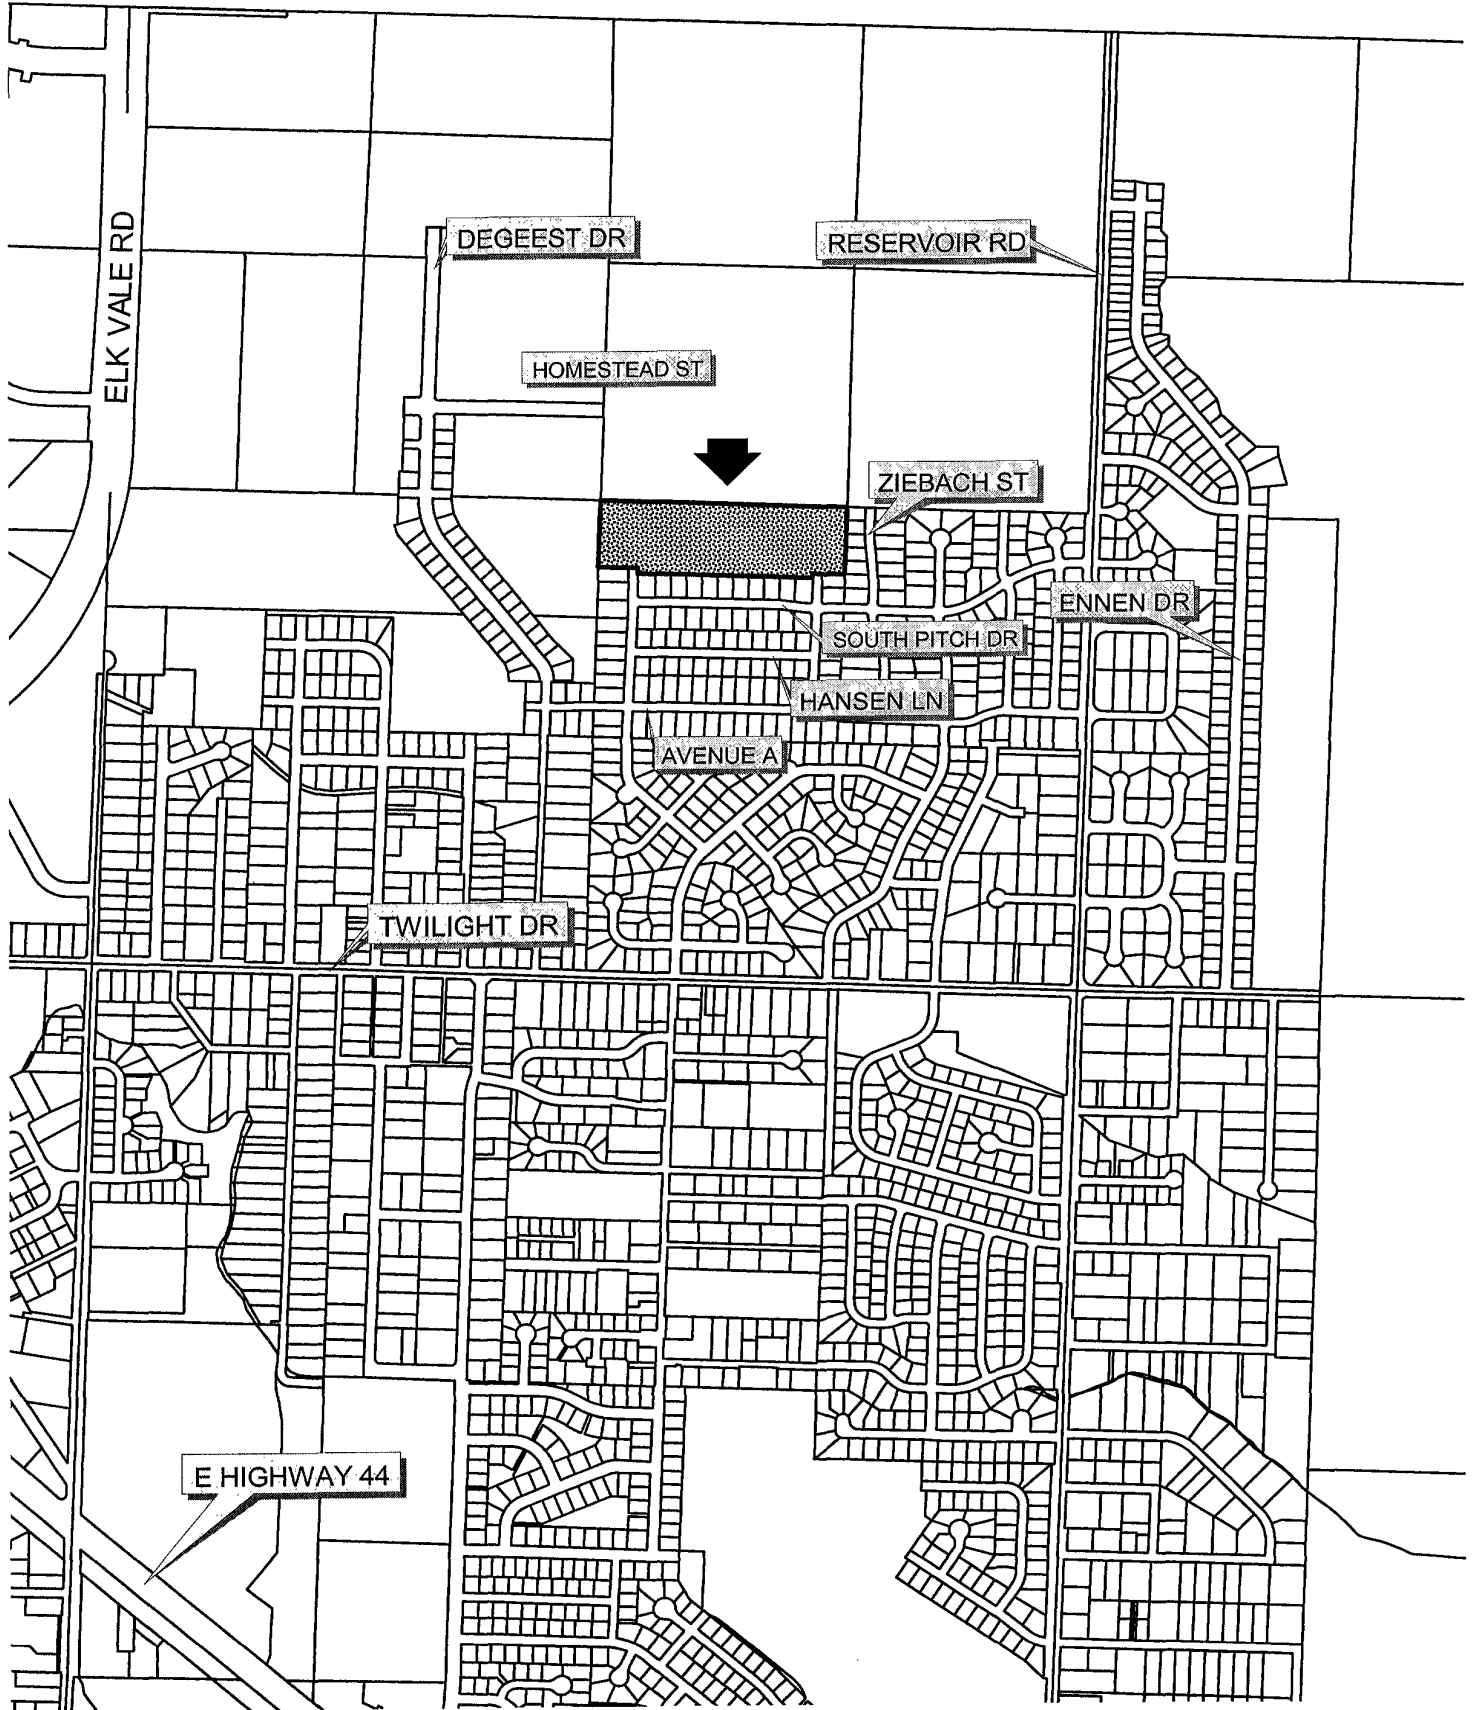 DEGEEST DR
RESERVOIR RD
ELK VALE RD
HOMESTEAD ST
ZIEBACH ST
ENNEN DR
SOUTH PITCH DR
HANSEN LN
AVENUE A
TWILIGHT DR
E HIGHWAY 44